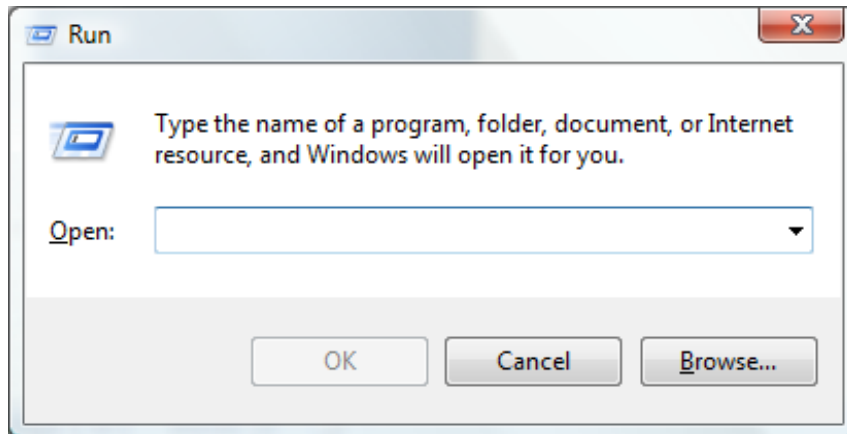 Run
Type the name of a program, folder, document, or Internet
resource, and Windows will open it for you.
Open:
OK Cancel Browse...